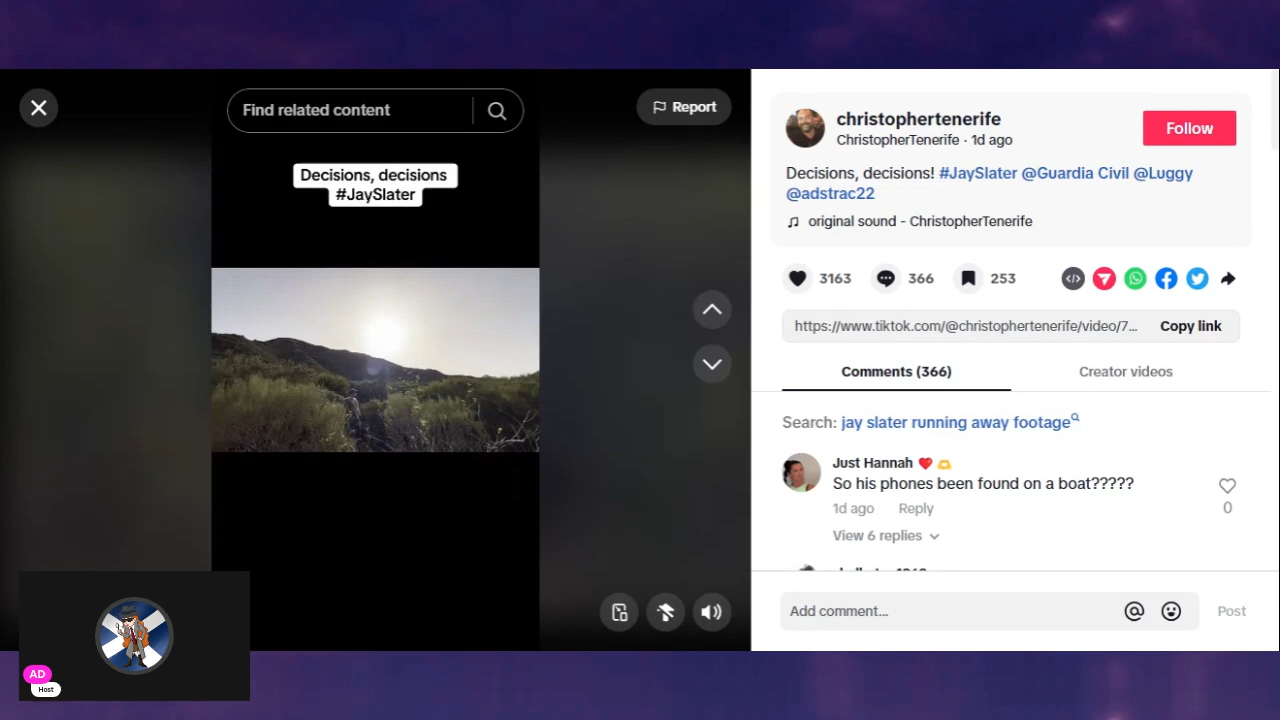 Find related content
Report
Decisions, decisions
#JaySlater
christophertenerife
ChristopherTenerife · 1d ago
Follow
Decisions, decisions! #JaySlater @Guardia Civil @Luggy
@adstrac22
original sound - ChristopherTenerife
3163
366
253
https://www.tiktok.com/@christophertenerife/video/7...
Copy link
Comments (366)
Creator videos
Search: jay slater running away footage
Just Hannah
So his phones been found on a boat?????
1d ago
Reply
0
View 6 replies
Add comment...
Post
AD
Host